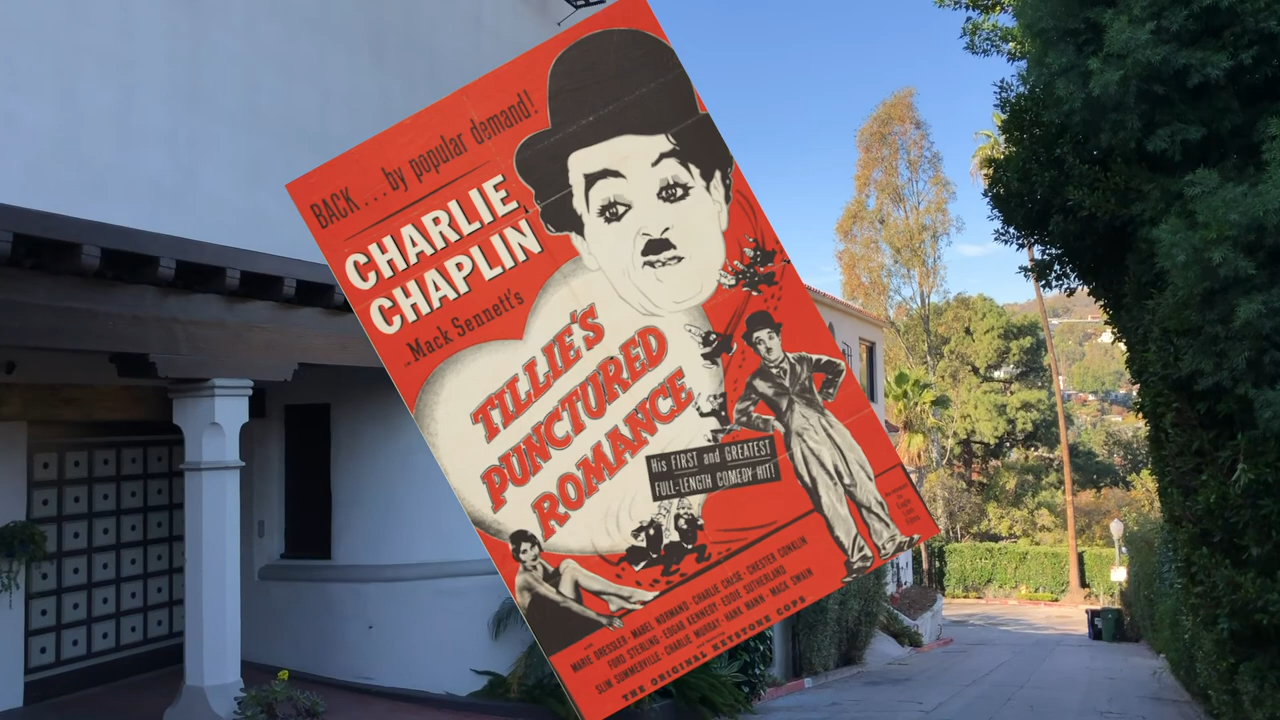 BACK...by popular demand!
CHARLIE
CHAPLIN
Mack Sennett's
TILLIE'S
PUNCTURED
ROMANCE
His FIRST and GREATEST
FULL-LENGTH COMEDY HIT!
with
MARIE DRESSLER · MABEL NORMAND · CHARLIE CHASE · CHESTER CONKLIN
FORD STERLING · EDGAR KENNEDY · EDDIE SUTHERLAND
SLIM SUMMERVILLE · CHARLIE MURRAY · HANK MANN · MACK SWAIN
THE ORIGINAL KEYSTONE COPS